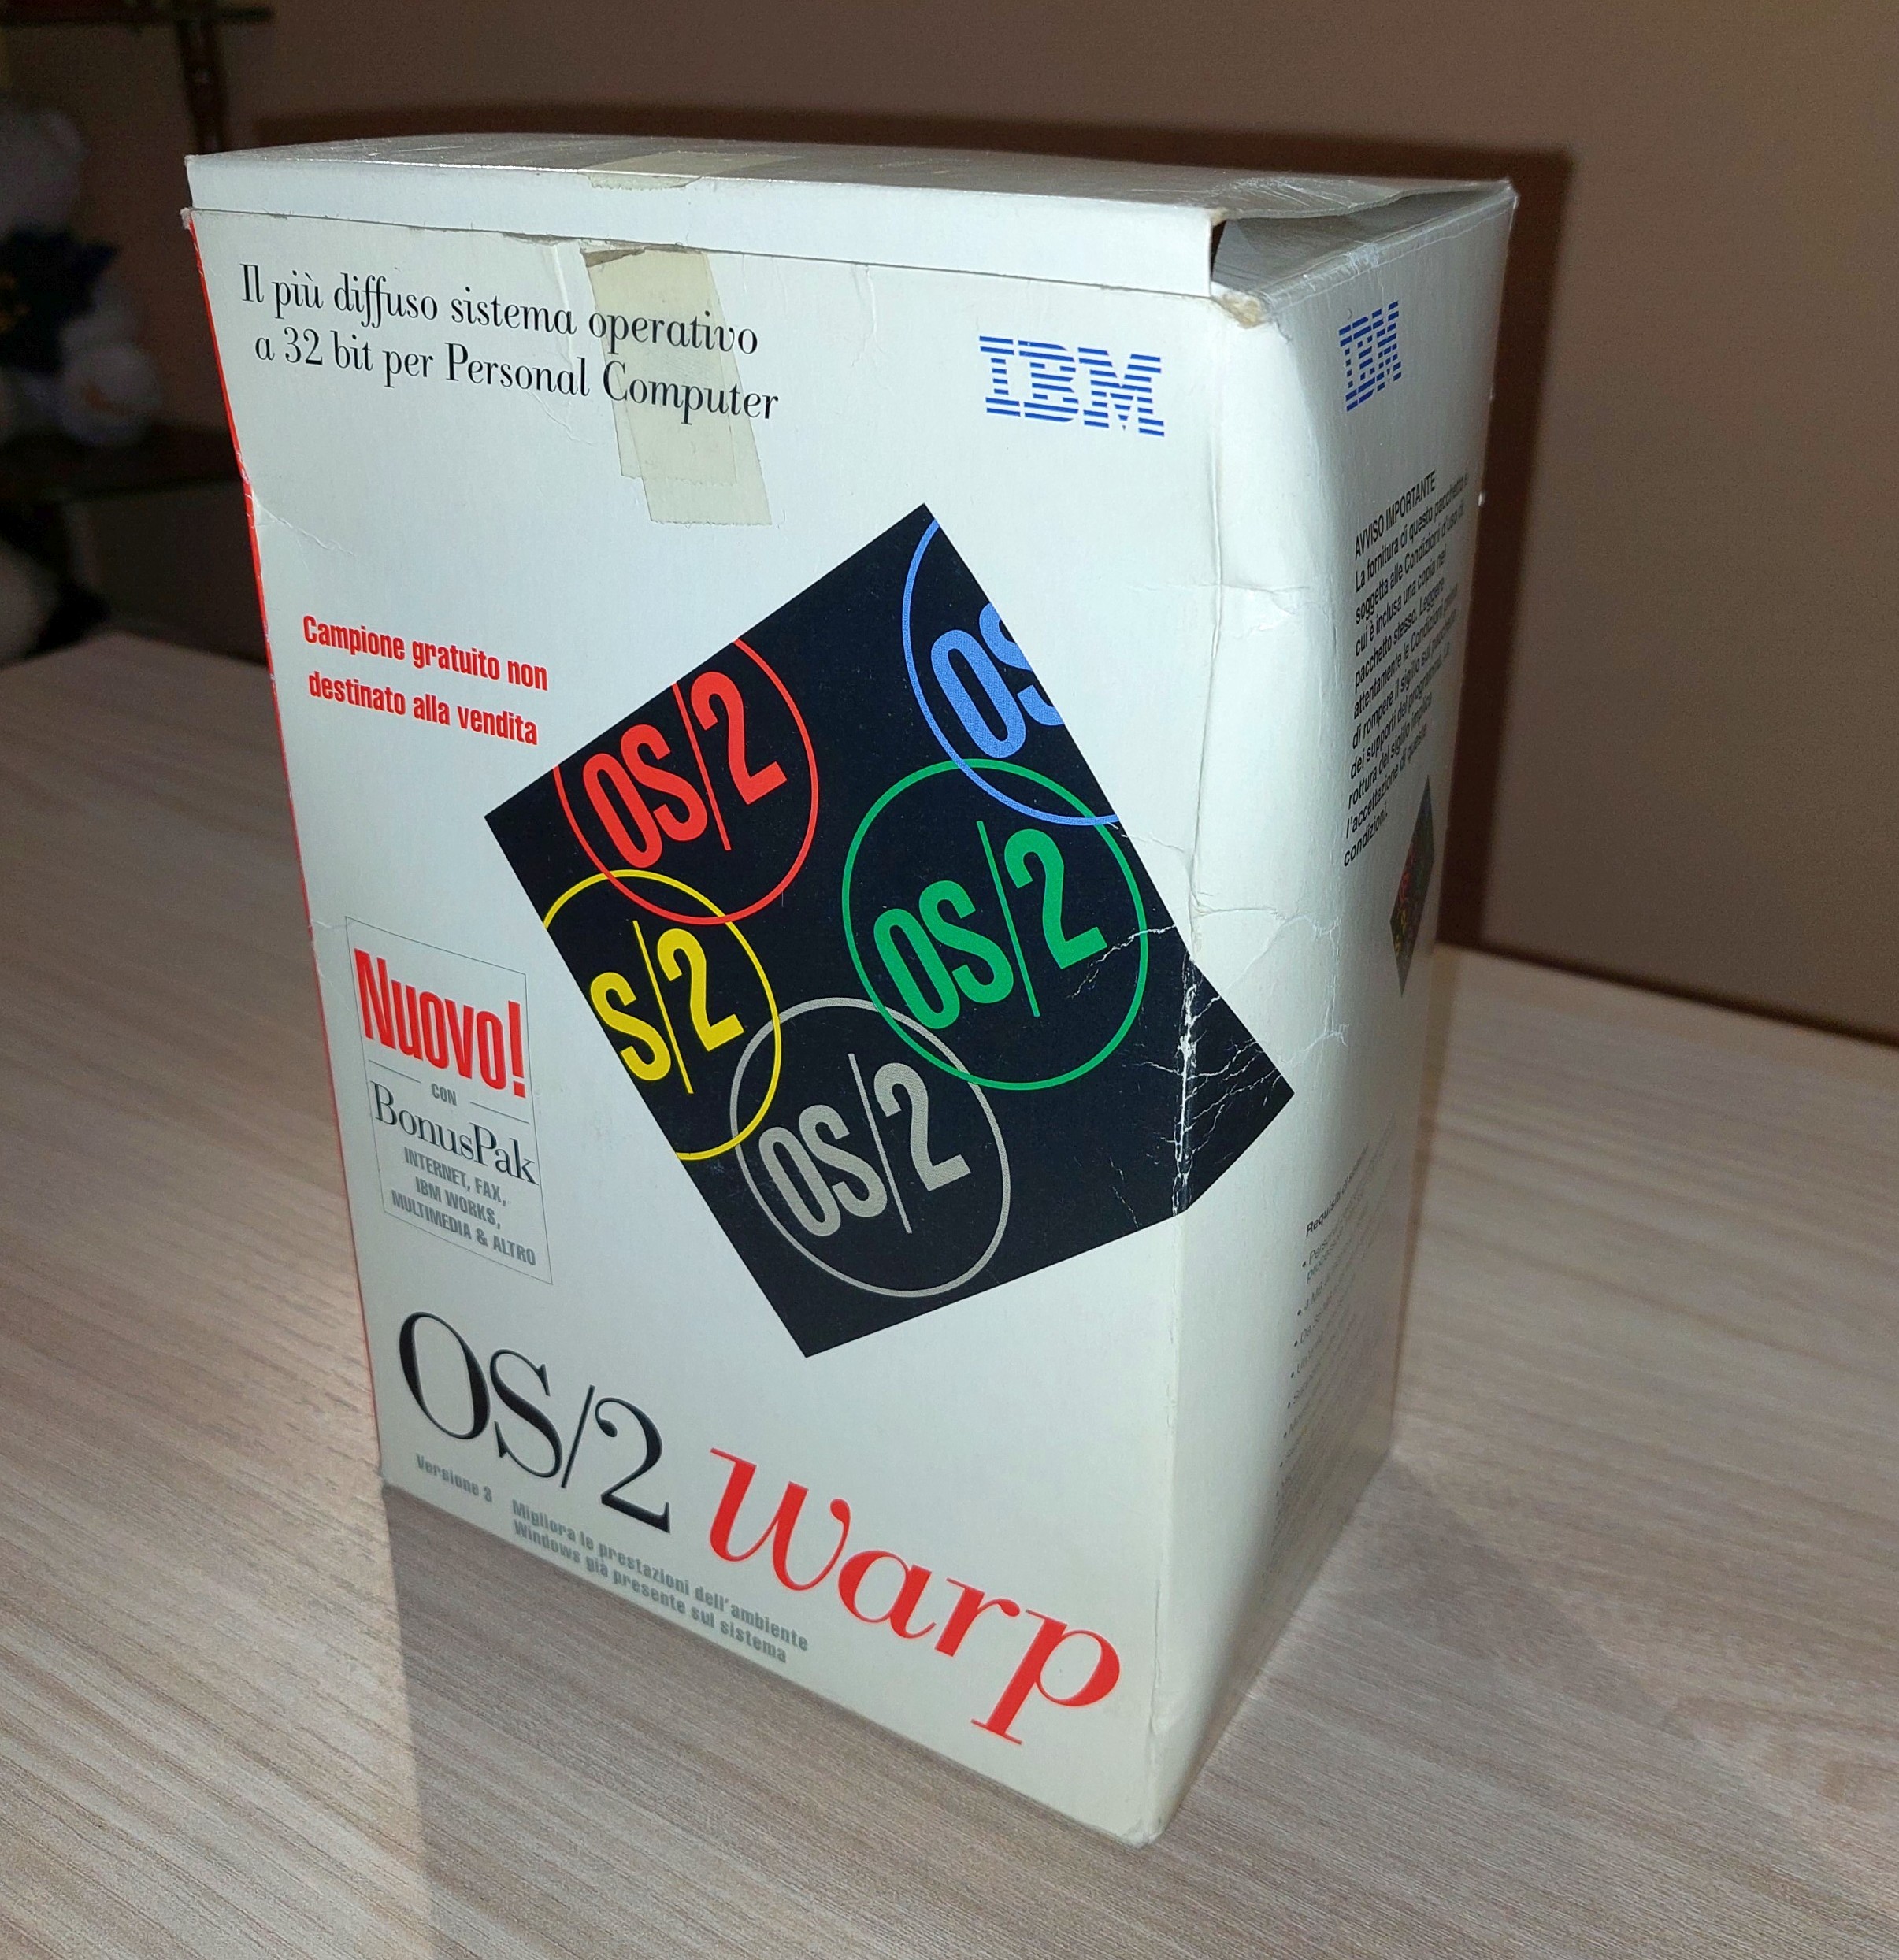 Il più diffuso sistema operativo
a 32 bit per Personal Computer
IBM
Campione gratuito non
destinato alla vendita
OS/2
OS
OS/2
S/2
OS/2
Nuovo!
CON
BonusPak
INTERNET, FAX,
IBM WORKS,
MULTIMEDIA & ALTRO
OS/2 Warp
Versione 3
Migliora le prestazioni dell'ambiente
Windows già presente sul sistema
IBM
AVVISO IMPORTANTE
La fornitura di questo pacchetto è
soggetta alle Condizioni d'uso di
cui è inclusa una copia nel
pacchetto stesso. Leggere
attentamente le Condizioni prima
di rompere il sigillo sul pacchetto
dei supporti del programma. La
rottura del sigillo implica
l'accettazione di queste
condizioni.